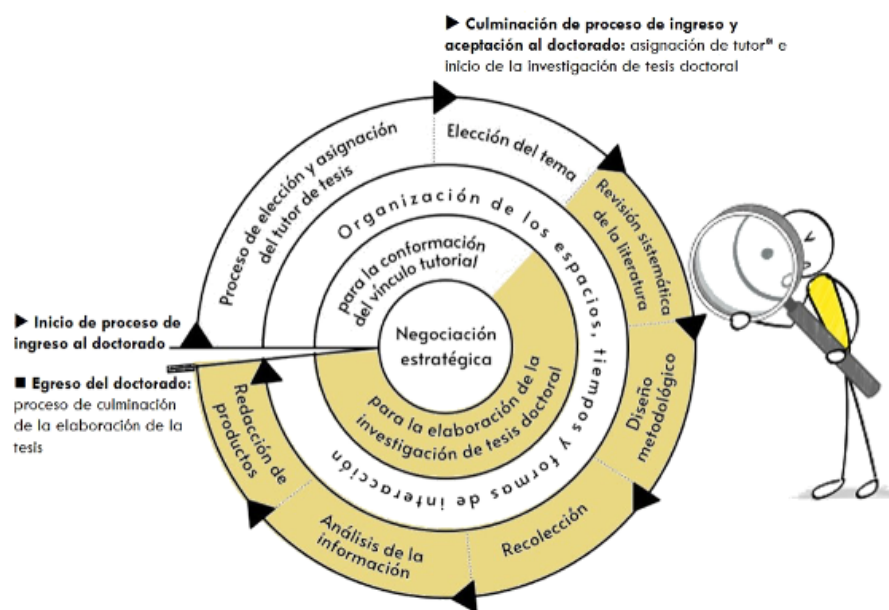 ▶ Culminación de proceso de ingreso y
aceptación al doctorado: asignación de tutor* e
inicio de la investigación de tesis doctoral
Proceso de elección y asignación
del tutor de tesis
Elección del tema
Revisión sistemática
de la literatura
Diseño
metodológico
Recolección
Análisis de la
información
Redacción de
productos
Organización de los espacios, tiempos y formas de interacción
para la conformación
del vínculo tutorial
para la elaboración de la
investigación de tesis doctoral
Negociación
estratégica
▶ Inicio de proceso de
ingreso al doctorado
■ Egreso del doctorado:
proceso de culminación
de la elaboración de la
tesis